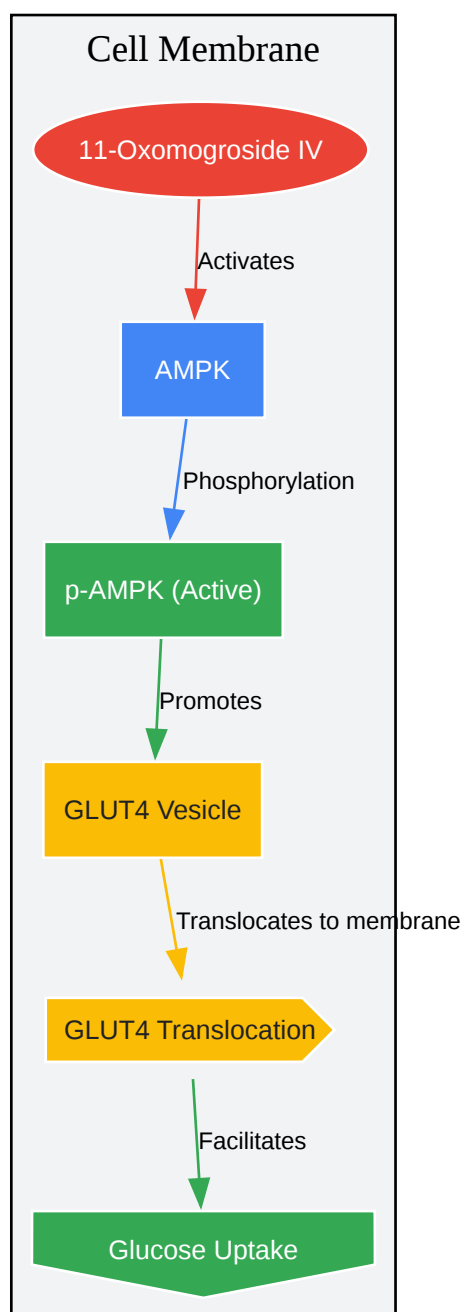 Cell Membrane
11-Oxomogroside IV
Activates
AMPK
Phosphorylation
p-AMPK (Active)
Promotes
GLUT4 Vesicle
Translocates to membrane
GLUT4 Translocation
Facilitates
Glucose Uptake